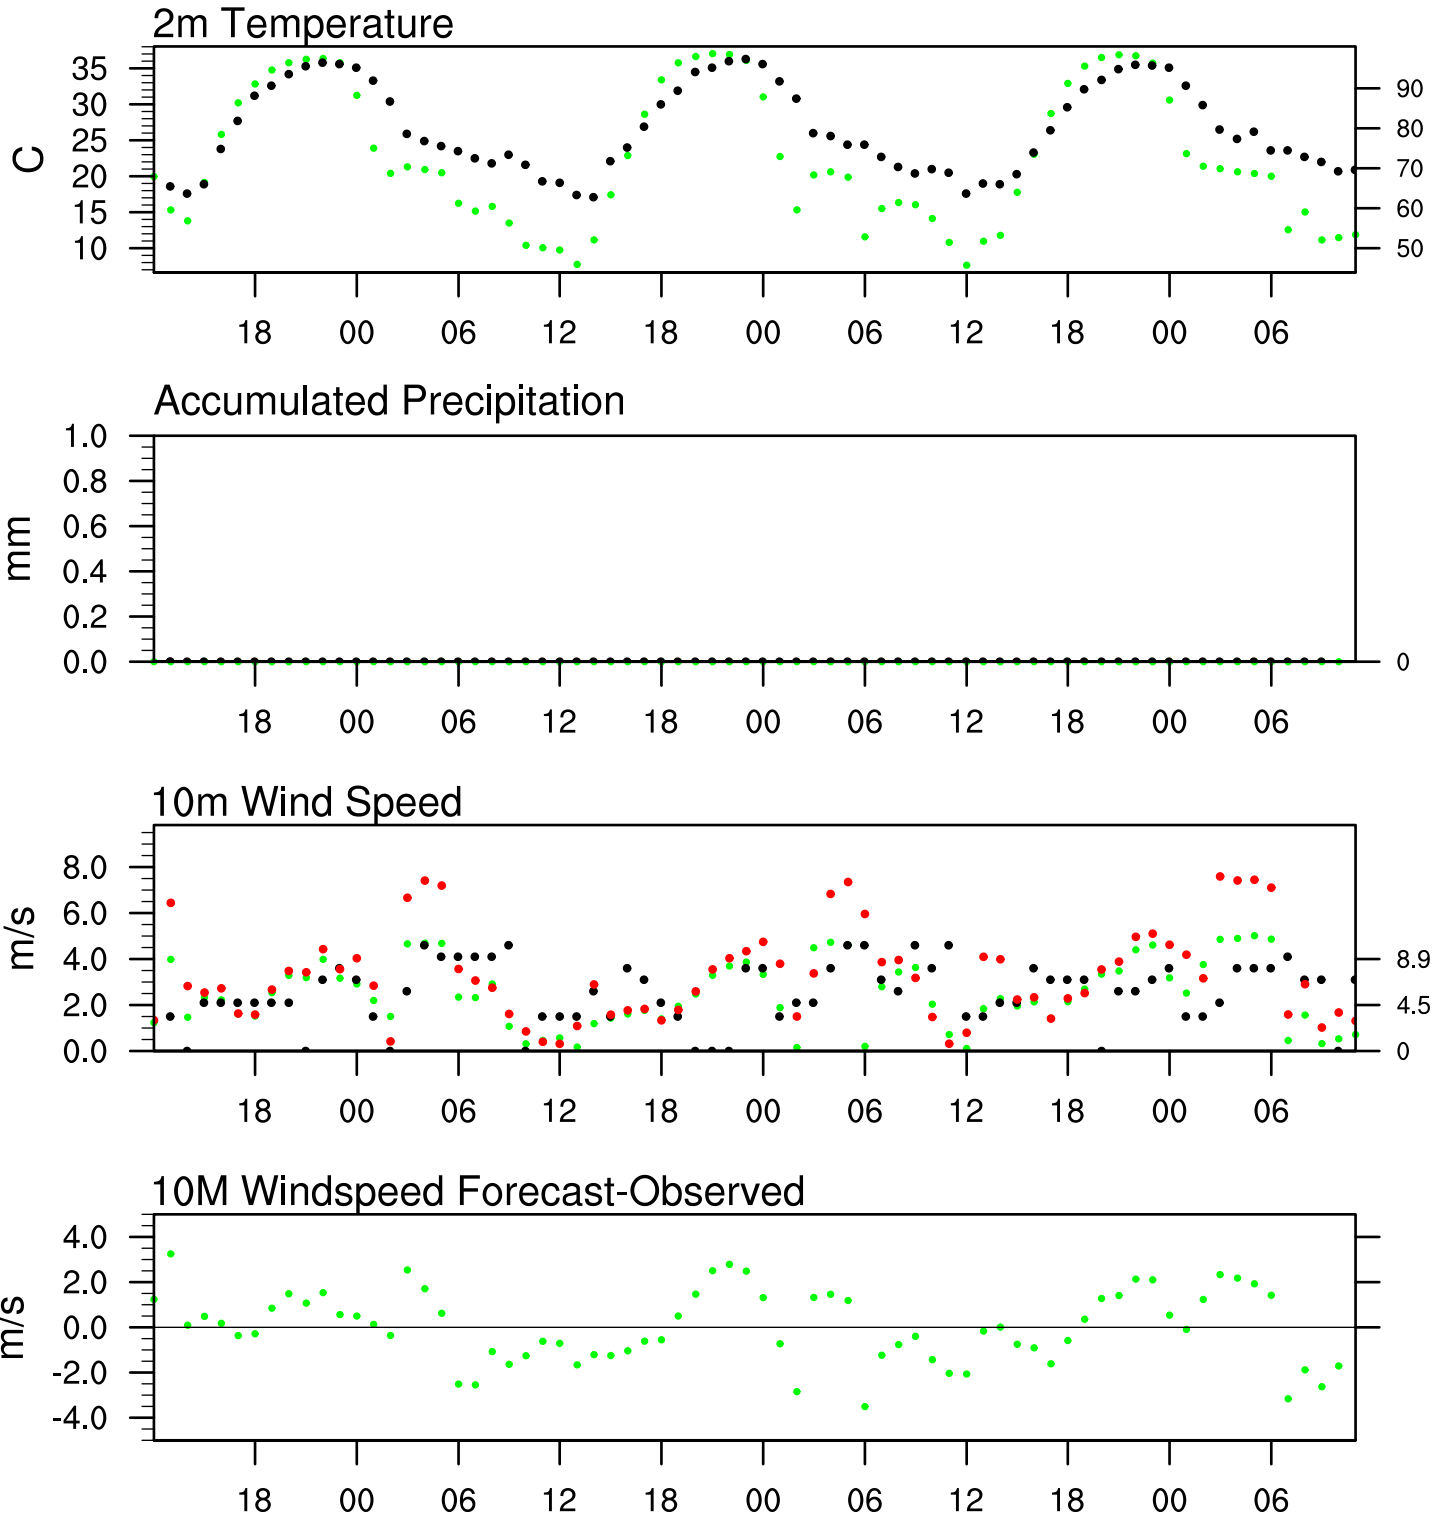 2m Temperature
35
30
25
20
15
10
C
90
80
70
60
50
18 00 06 12 18 00 06 12 18 00 06
Accumulated Precipitation
1.0
0.8
0.6
0.4
0.2
0.0
mm
0
18 00 06 12 18 00 06 12 18 00 06
10m Wind Speed
8.0
6.0
4.0
2.0
0.0
m/s
8.9
4.5
0
18 00 06 12 18 00 06 12 18 00 06
10M Windspeed Forecast-Observed
4.0
2.0
0.0
-2.0
-4.0
m/s
18 00 06 12 18 00 06 12 18 00 06